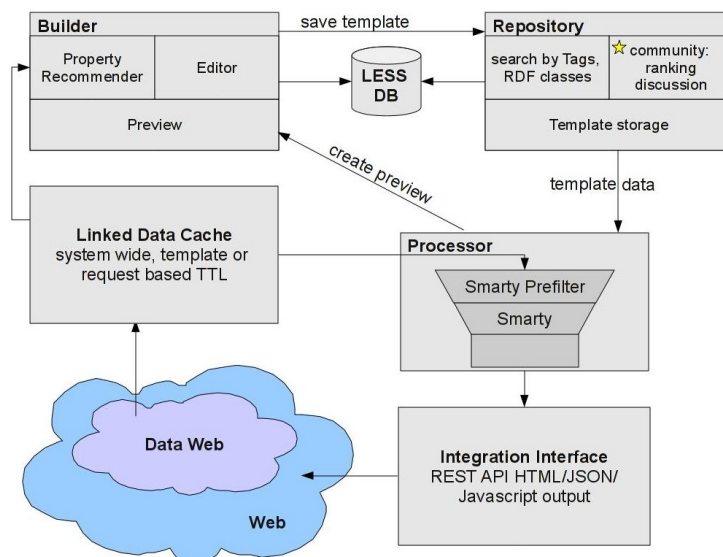 Builder
save template
Repository
Property
Recommender
Editor
Preview
LESS
DB
search by Tags,
RDF classes
community:
ranking
discussion
Template storage
create preview
template data
Linked Data Cache
system wide, template or
request based TTL
Processor
Smarty Prefilter
Smarty
Data Web
Web
Integration Interface
REST API HTML/JSON/
Javascript output